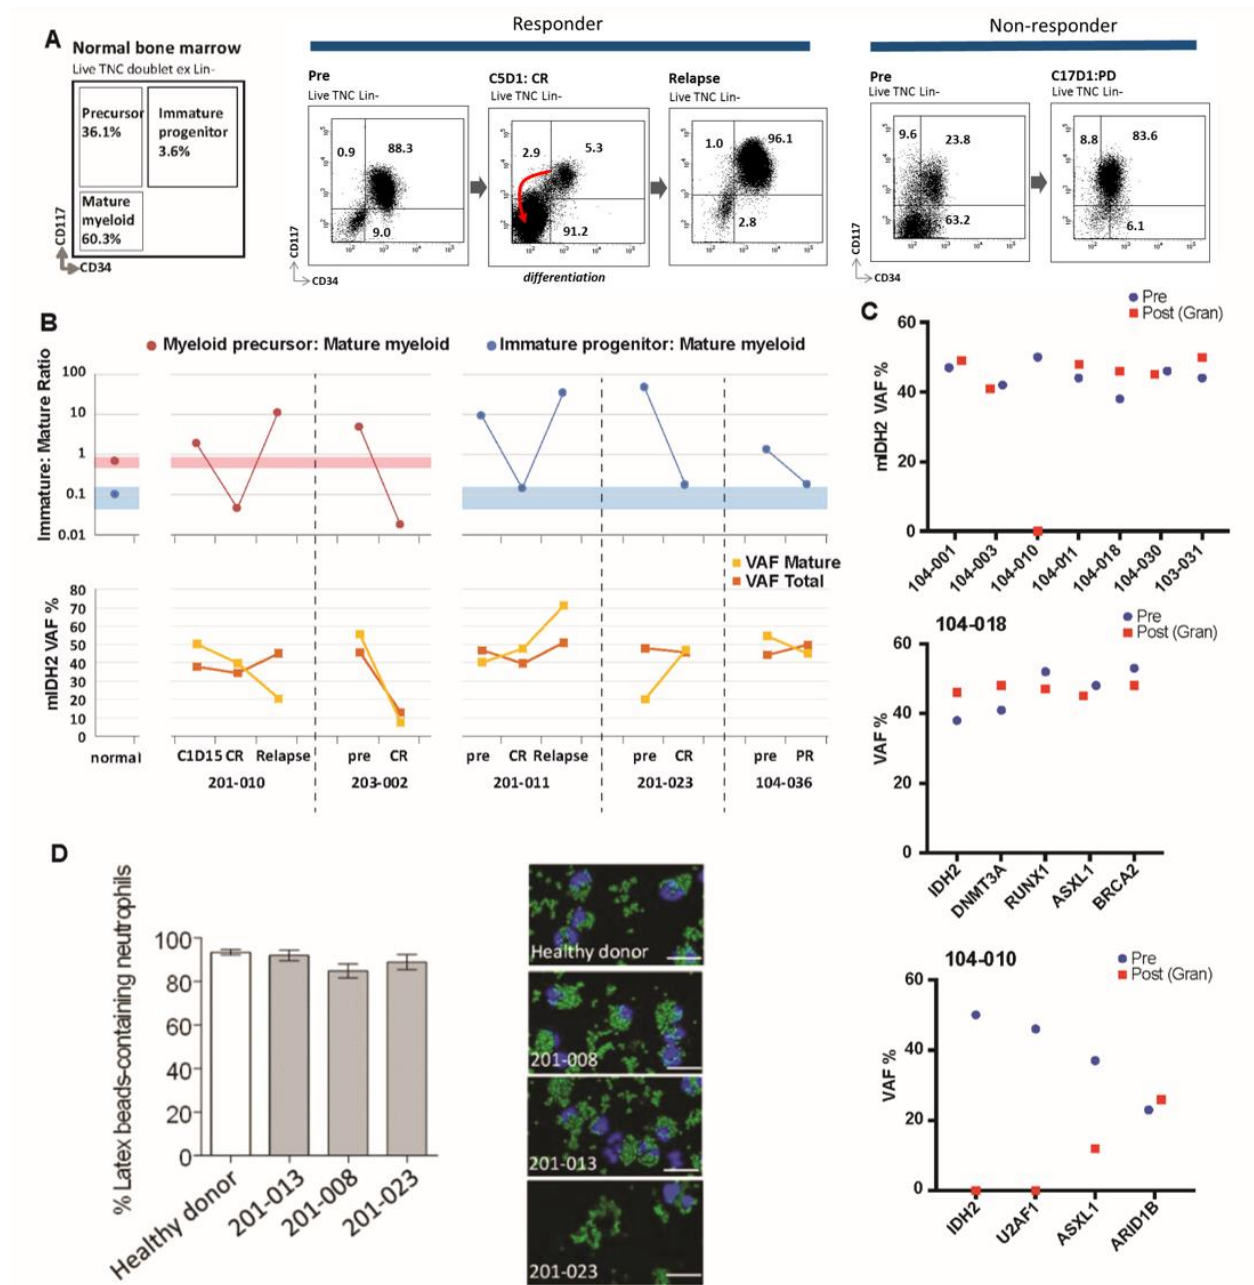 A
Normal bone marrow
Live TNC doublet ex Lin-
Precursor
36.1%
Immature
progenitor
3.6%
Mature
myeloid
60.3%
CD117
CD34
Responder
Non-responder
Pre
Live TNC Lin-
0.9
88.3
9.0
CD117
CD34
C5D1: CR
Live TNC Lin-
2.9
5.3
91.2
differentiation
Relapse
Live TNC Lin-
1.0
96.1
2.8
Pre
Live TNC Lin-
9.6
23.8
63.2
CD117
CD34
C17D1:PD
Live TNC Lin-
8.8
83.6
6.1
B
Myeloid precursor: Mature myeloid
Immature progenitor: Mature myeloid
Immature: Mature Ratio
100
10
1
0.1
0.01
VAF Mature
VAF Total
mIDH2 VAF %
80
70
60
50
40
30
20
10
0
normal
C1D15 CR Relapse
201-010
pre CR
203-002
pre CR Relapse
201-011
pre CR
201-023
pre PR
104-036
C
Pre
Post (Gran)
mIDH2 VAF %
60
40
20
0
104-001
104-003
104-010
104-011
104-018
104-030
103-031
104-018
Pre
Post (Gran)
VAF %
60
40
20
0
IDH2
DNMT3A
RUNX1
ASXL1
BRCA2
104-010
Pre
Post (Gran)
VAF %
60
40
20
0
IDH2
U2AF1
ASXL1
ARID1B
D
% Latex beads-containing neutrophils
100
80
60
40
20
0
Healthy donor
201-013
201-008
201-023
Healthy donor
201-008
201-013
201-023